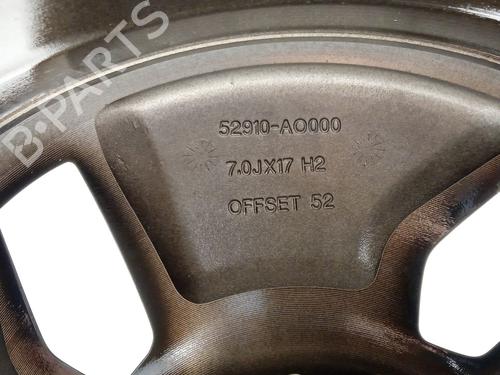 B-PARTS
52910-AO000
7.0JX17 H2
OFFSET 52